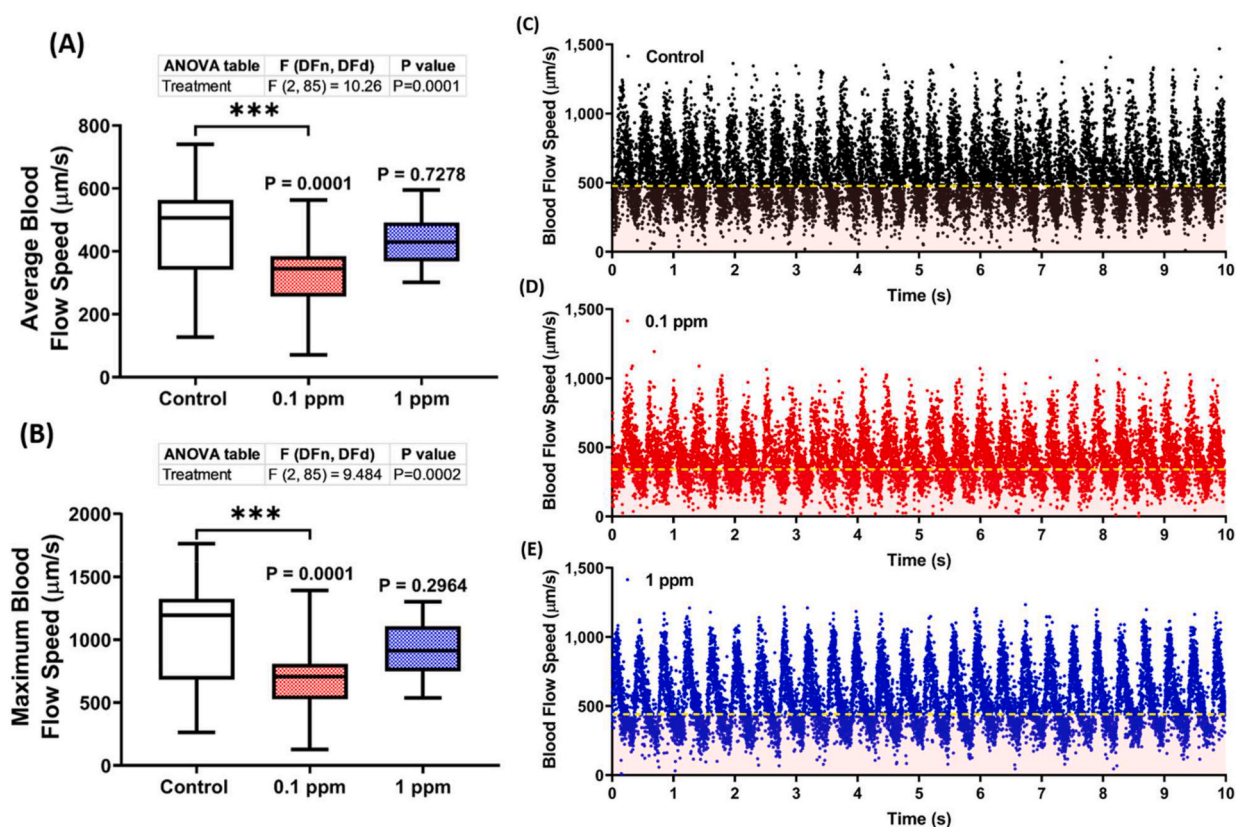 (A)
ANOVA table F (DFn, DFd) P value
Treatment F (2, 85) = 10.26 P=0.0001
***
P = 0.0001
P = 0.7278
Average Blood
Flow Speed (μm/s)
800
600
400
200
0
Control 0.1 ppm 1 ppm
(B)
ANOVA table F (DFn, DFd) P value
Treatment F (2, 85) = 9.484 P=0.0002
***
P = 0.0001
P = 0.2964
Maximum Blood
Flow Speed (μm/s)
2000
1500
1000
500
0
Control 0.1 ppm 1 ppm
(C)
Control
Blood Flow Speed (μm/s)
1,500
1,000
500
0
0 1 2 3 4 5 6 7 8 9 10
Time (s)
(D)
0.1 ppm
Blood Flow Speed (μm/s)
1,500
1,000
500
0
0 1 2 3 4 5 6 7 8 9 10
Time (s)
(E)
1 ppm
Blood Flow Speed (μm/s)
1,500
1,000
500
0
0 1 2 3 4 5 6 7 8 9 10
Time (s)